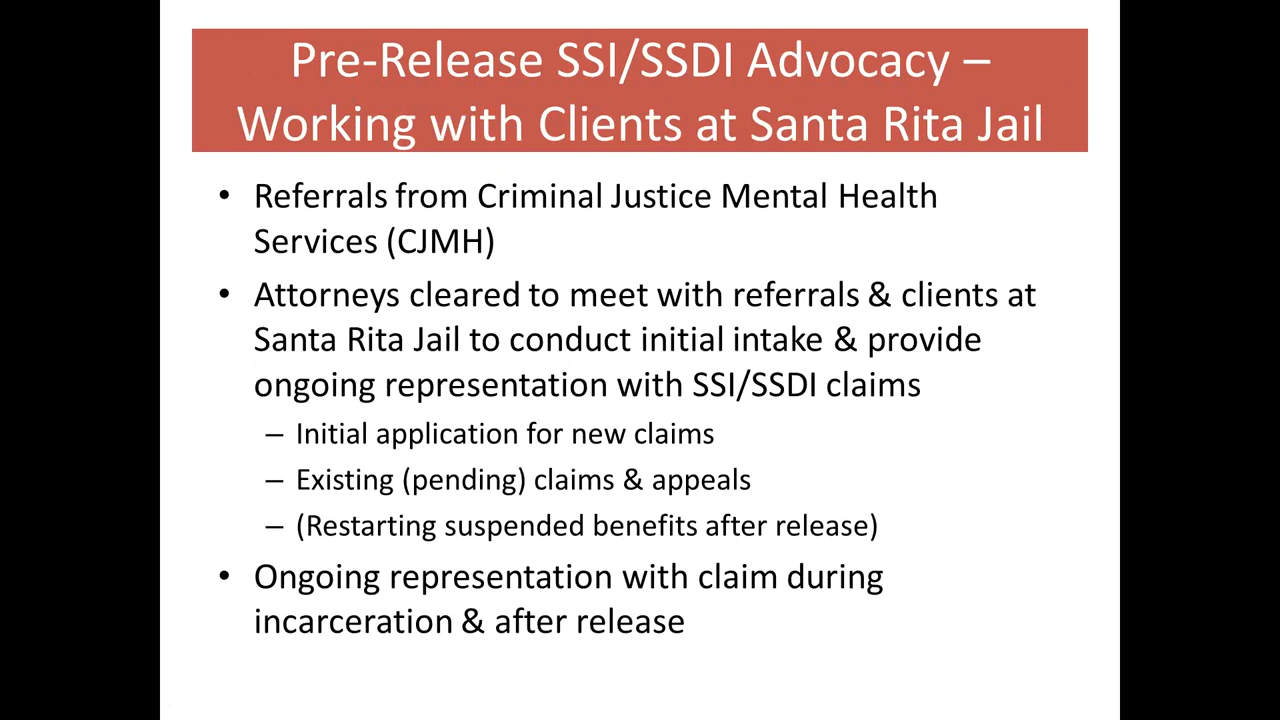 Pre-Release SSI/SSDI Advocacy –
Working with Clients at Santa Rita Jail
• Referrals from Criminal Justice Mental Health
Services (CJMH)
• Attorneys cleared to meet with referrals & clients at
Santa Rita Jail to conduct initial intake & provide
ongoing representation with SSI/SSDI claims
– Initial application for new claims
– Existing (pending) claims & appeals
– (Restarting suspended benefits after release)
• Ongoing representation with claim during
incarceration & after release